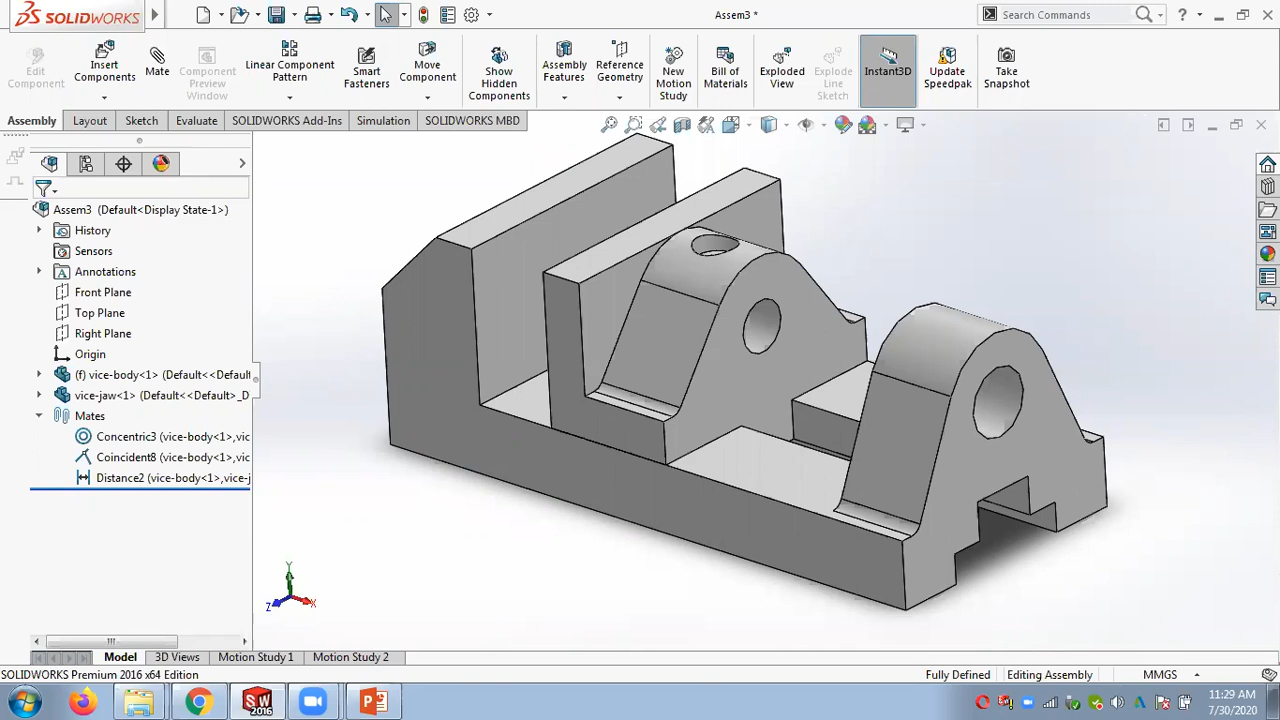 SOLIDWORKS
Assem3 *
Search Commands
?
Edit
Component
Insert
Components
Mate
Component
Preview
Window
Linear Component
Pattern
Smart
Fasteners
Move
Component
Show
Hidden
Components
Assembly
Features
Reference
Geometry
New
Motion
Study
Bill of
Materials
Exploded
View
Explode
Line
Sketch
Instant3D
Update
Speedpak
Take
Snapshot
Assembly
Layout
Sketch
Evaluate
SOLIDWORKS Add-Ins
Simulation
SOLIDWORKS MBD
Assem3 (Default<Display State-1>)
History
Sensors
Annotations
Front Plane
Top Plane
Right Plane
Origin
(f) vice-body<1> (Default<<Default
vice-jaw<1> (Default<<Default>_D
Mates
Concentric3 (vice-body<1>,vic
Coincident8 (vice-body<1>,vic
Distance2 (vice-body<1>,vice-j
Y
Z
X
Model
3D Views
Motion Study 1
Motion Study 2
SOLIDWORKS Premium 2016 x64 Edition
Fully Defined
Editing Assembly
MMGS
SW
2016
11:29 AM
7/30/2020